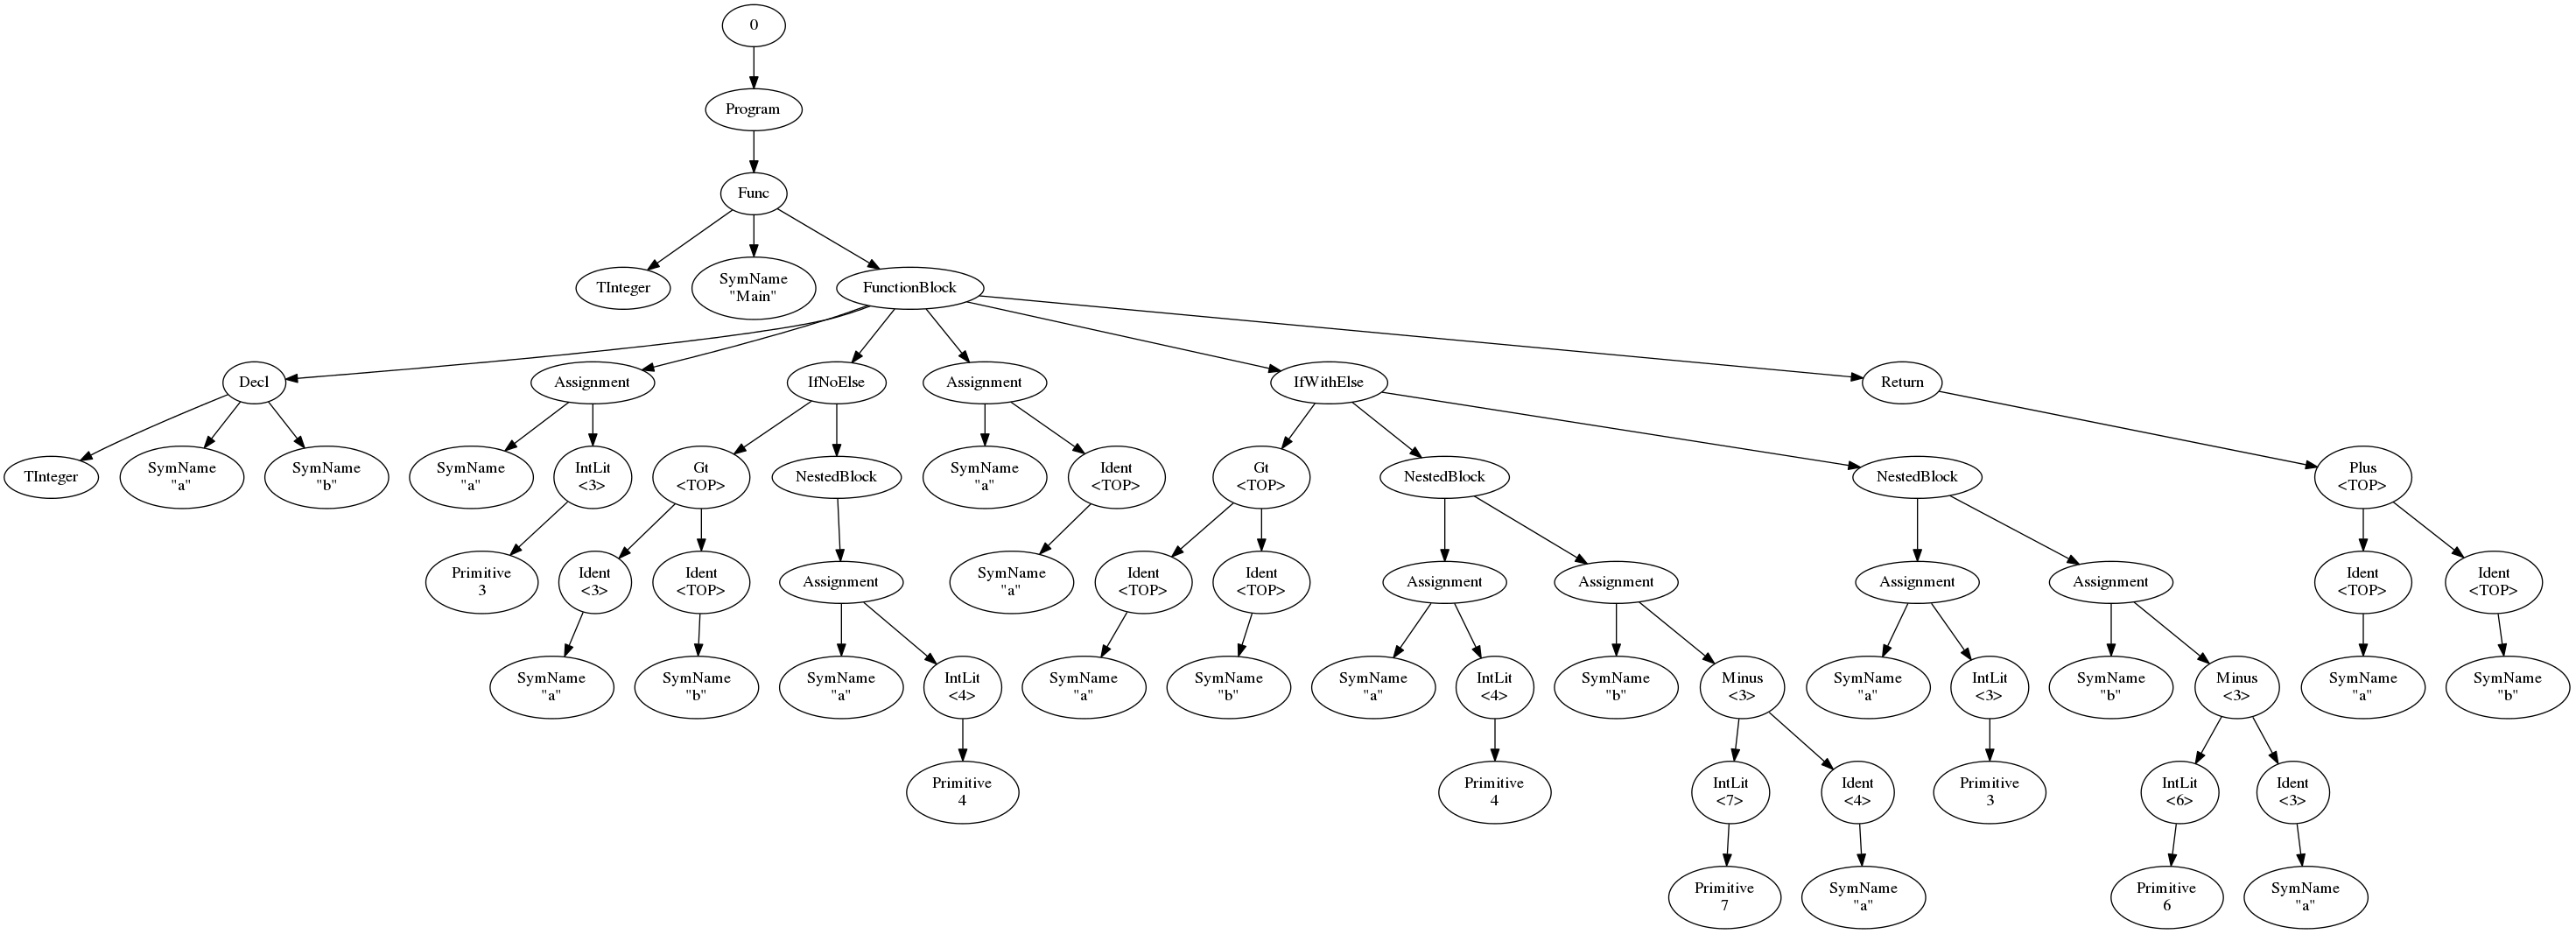 0
Program
Func
TInteger
SymName
"Main"
FunctionBlock
Decl
Assignment
IfNoElse
Assignment
IfWithElse
Return
TInteger
SymName
"a"
SymName
"b"
SymName
"a"
IntLit
<3>
Gt
<TOP>
NestedBlock
SymName
"a"
Ident
<TOP>
Gt
<TOP>
NestedBlock
NestedBlock
Plus
<TOP>
Primitive
3
Ident
<3>
Ident
<TOP>
Assignment
SymName
"a"
Ident
<TOP>
Ident
<TOP>
Assignment
Assignment
Assignment
Assignment
Ident
<TOP>
Ident
<TOP>
SymName
"a"
SymName
"b"
SymName
"a"
IntLit
<4>
SymName
"a"
SymName
"b"
SymName
"a"
IntLit
<4>
SymName
"b"
Minus
<3>
SymName
"a"
IntLit
<3>
SymName
"b"
Minus
<3>
SymName
"a"
SymName
"b"
Primitive
4
Primitive
4
IntLit
<7>
Ident
<4>
Primitive
3
IntLit
<6>
Ident
<3>
Primitive
7
SymName
"a"
Primitive
6
SymName
"a"